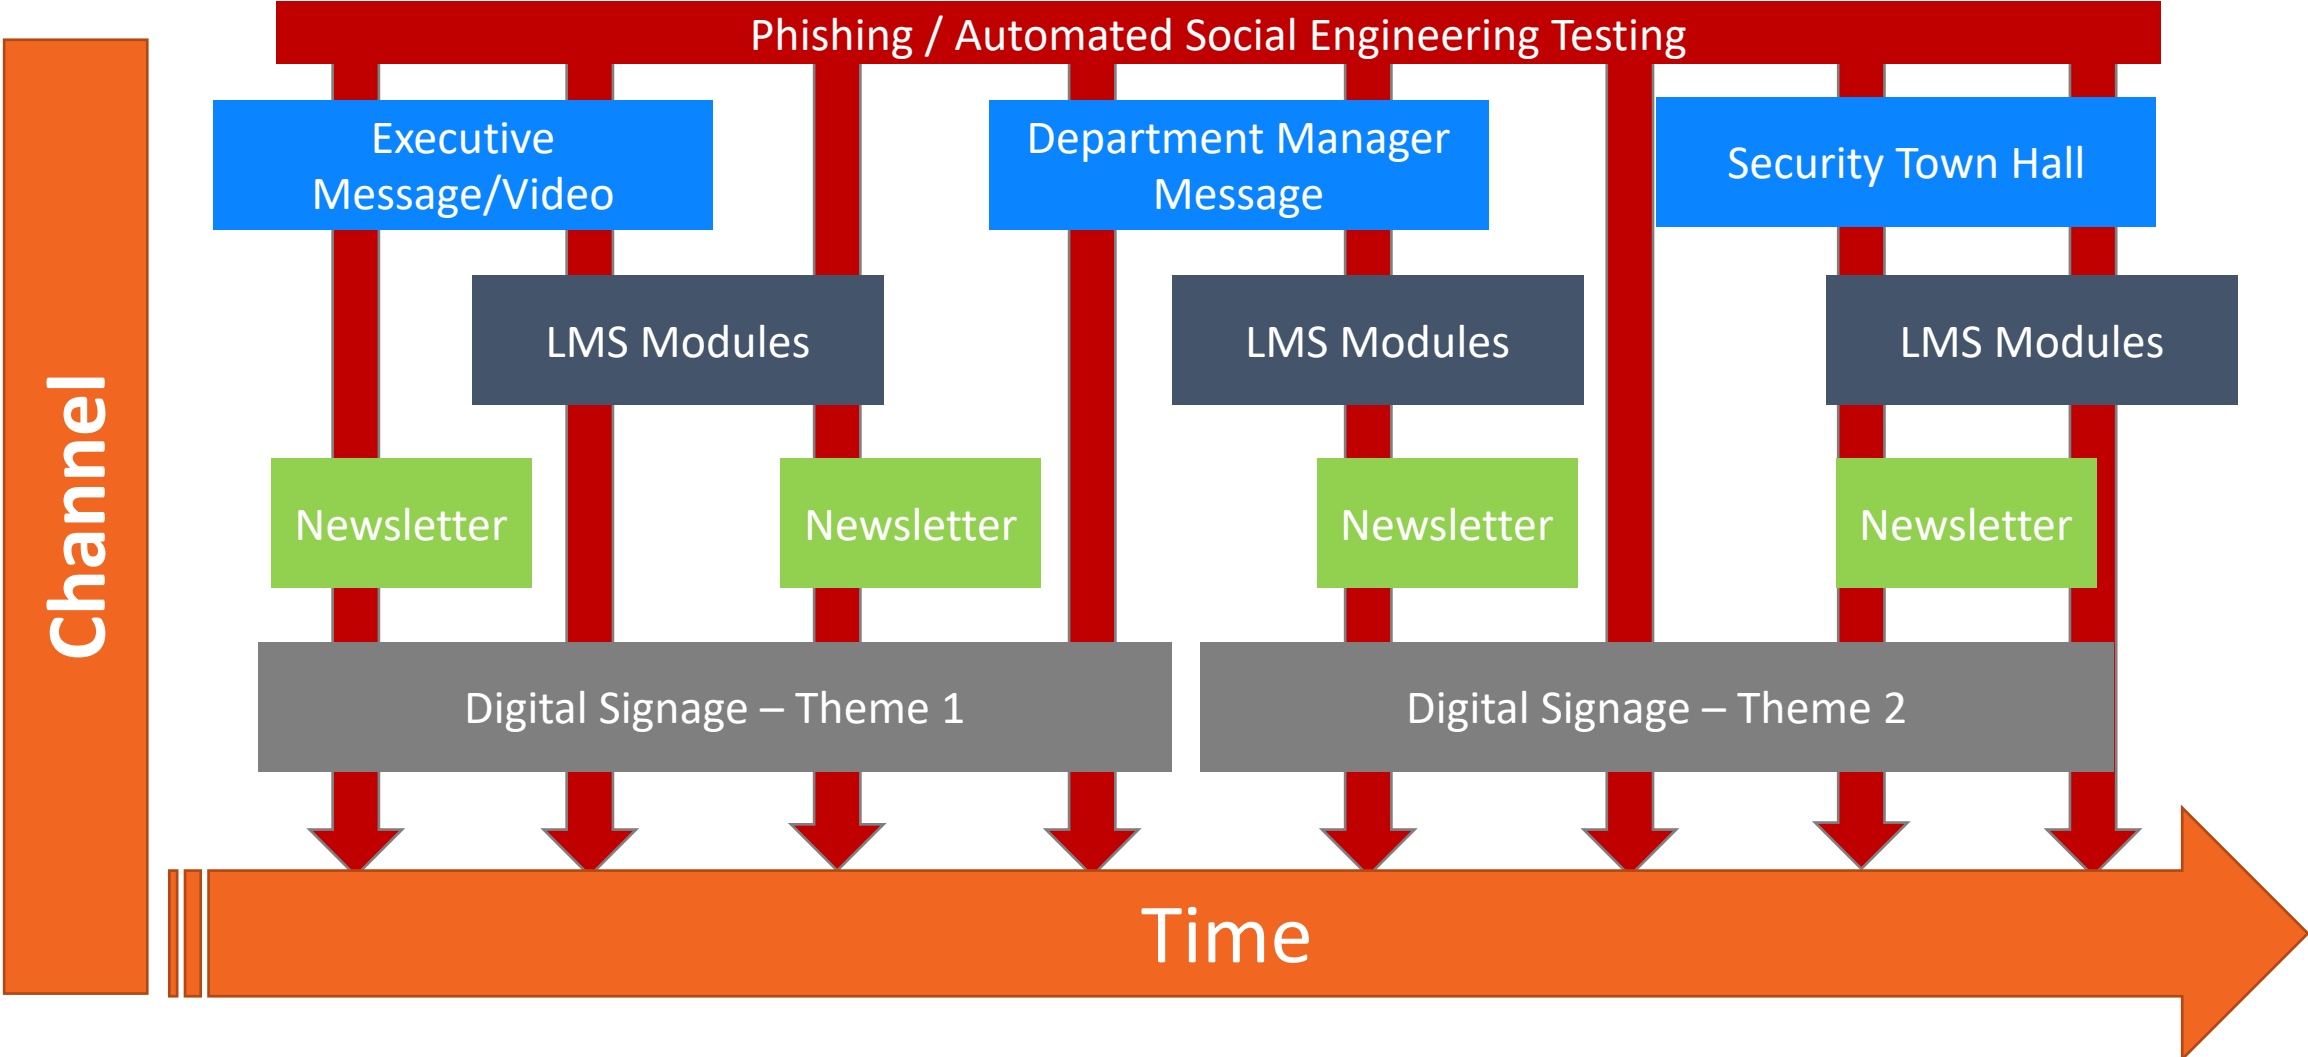 Phishing / Automated Social Engineering Testing
Executive
Message/Video
Department Manager
Message
Security Town Hall
LMS Modules
LMS Modules
LMS Modules
Channel
Newsletter
Newsletter
Newsletter
Newsletter
Digital Signage – Theme 1
Digital Signage – Theme 2
Time